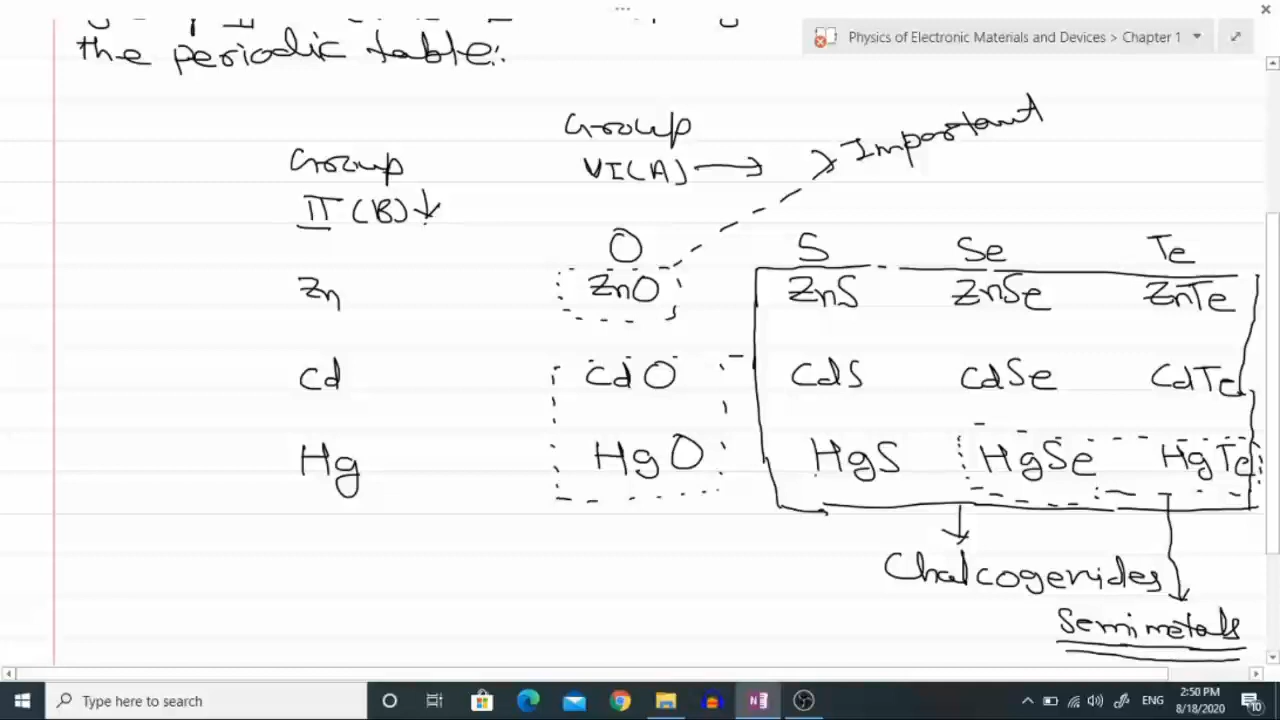 the periodic table:
Physics of Electronic Materials and Devices > Chapter 1
Important
Group
VI(A)
Group
II (B)
O S Se Te
Zn ZnO ZnS ZnSe ZnTe
Cd CdO CdS CdSe CdTe
Hg HgO HgS HgSe HgTe
Chalcogenides
Semimetals
Type here to search
ENG
2:50 PM
8/18/2020
10